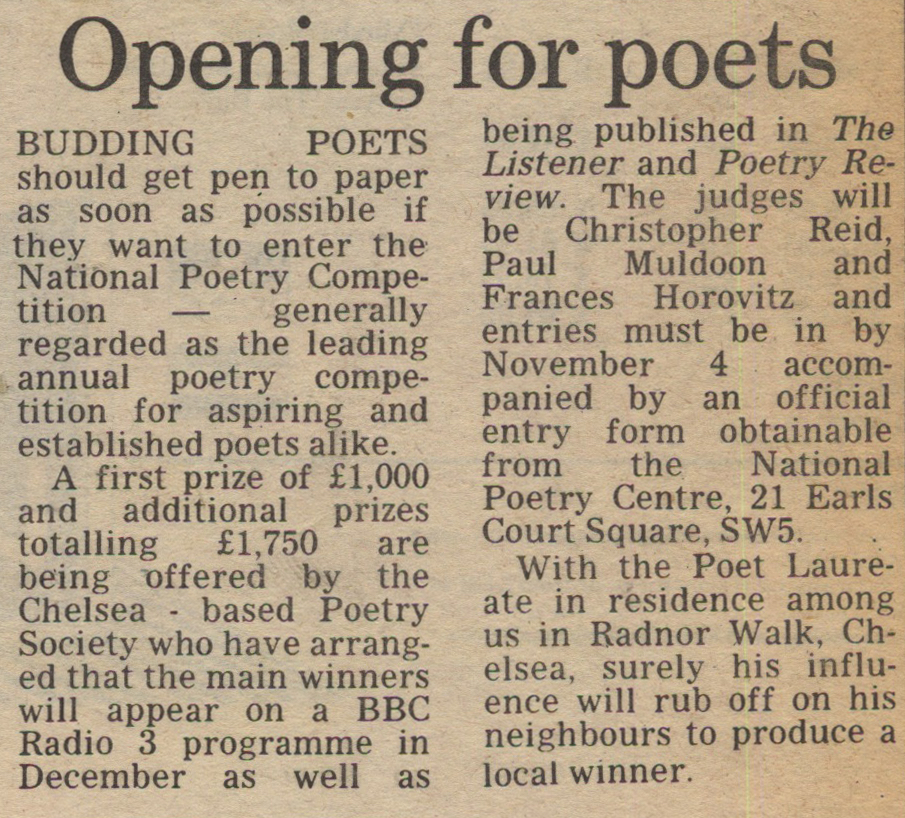 Opening for poets
BUDDING POETS
should get pen to paper
as soon as possible if
they want to enter the
National Poetry Compe-
tition — generally
regarded as the leading
annual poetry compe-
tition for aspiring and
established poets alike.
A first prize of £1,000
and additional prizes
totalling £1,750 are
being offered by the
Chelsea - based Poetry
Society who have arrang-
ed that the main winners
will appear on a BBC
Radio 3 programme in
December as well as
being published in The
Listener and Poetry Re-
view. The judges will
be Christopher Reid,
Paul Muldoon and
Frances Horovitz and
entries must be in by
November 4 accom-
panied by an official
entry form obtainable
from the National
Poetry Centre, 21 Earls
Court Square, SW5.
With the Poet Laure-
ate in residence among
us in Radnor Walk, Ch-
elsea, surely his influ-
ence will rub off on his
neighbours to produce a
local winner.